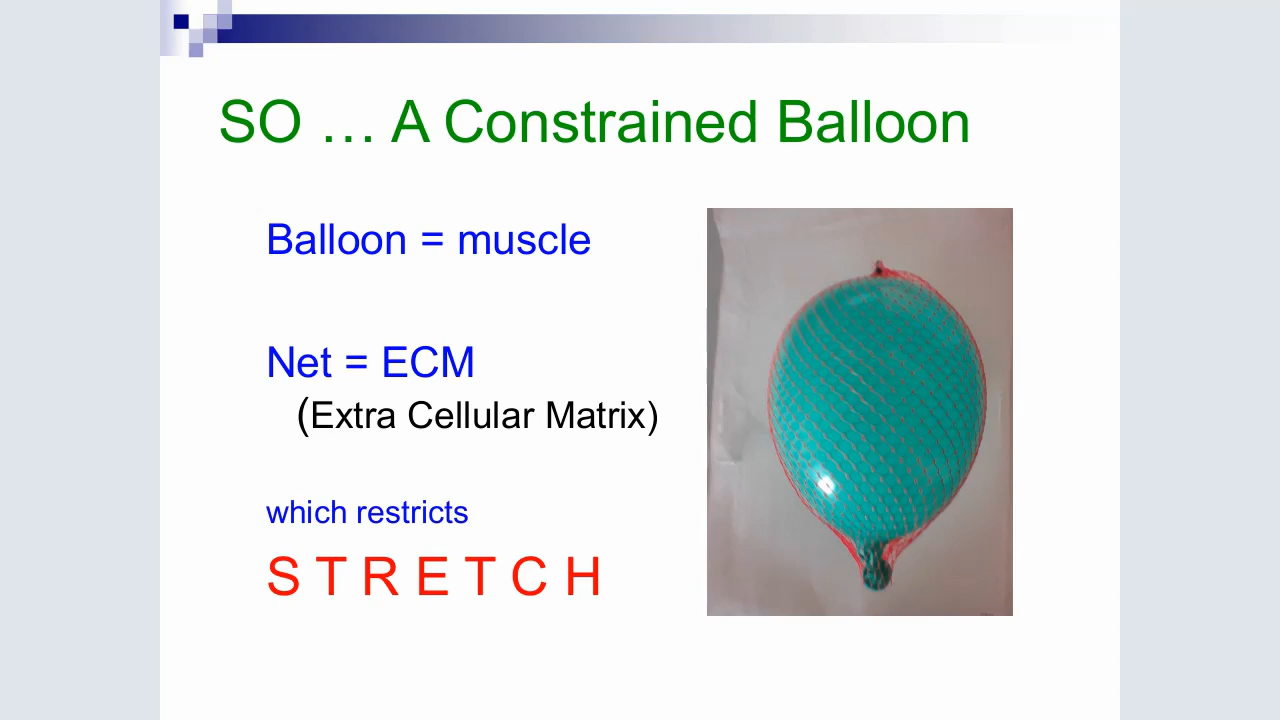 SO … A Constrained Balloon
Balloon = muscle
Net = ECM
(Extra Cellular Matrix)
which restricts
S T R E T C H